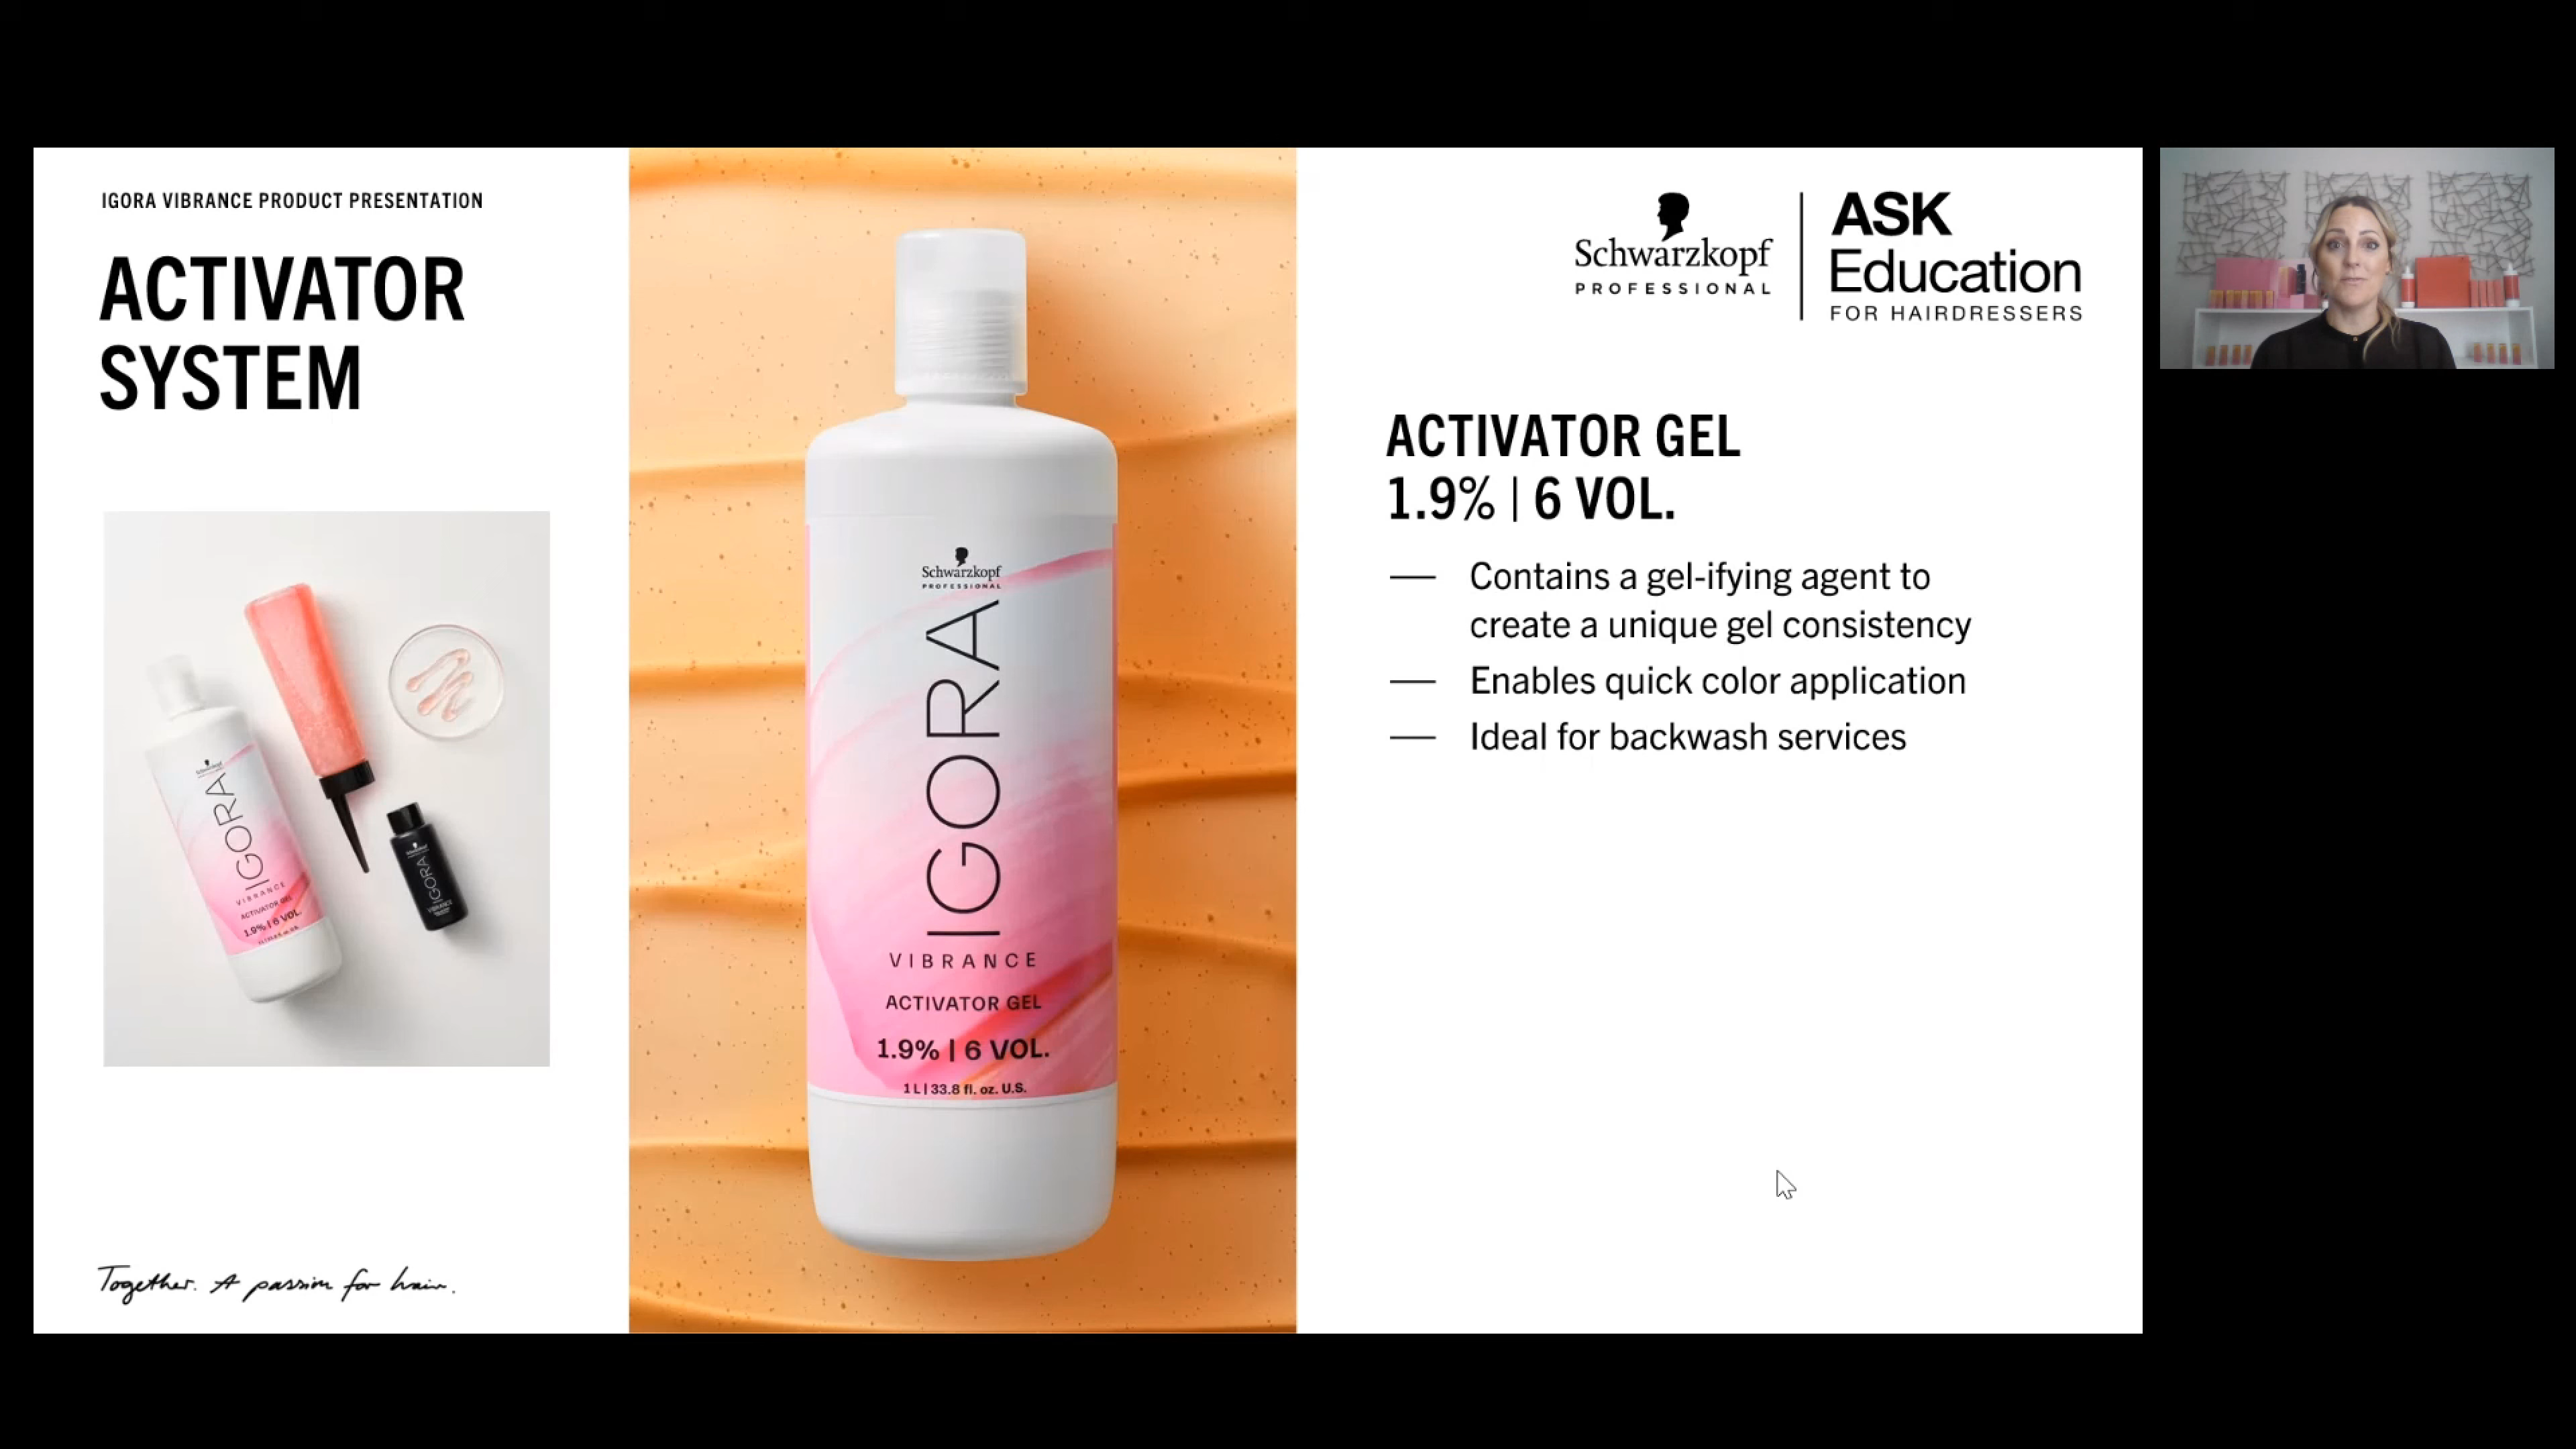 IGORA VIBRANCE PRODUCT PRESENTATION
ACTIVATOR
SYSTEM
Schwarzkopf
PROFESSIONAL
IGORA
VIBRANCE
ACTIVATOR GEL
1.9% | 6 VOL.
IGORA
VIBRANCE
Together. A passion for hair.
Schwarzkopf
PROFESSIONAL
IGORA
VIBRANCE
ACTIVATOR GEL
1.9% | 6 VOL.
1 L | 33.8 fl. oz. U.S.
Schwarzkopf
PROFESSIONAL
ASK
Education
FOR HAIRDRESSERS
ACTIVATOR GEL
1.9% | 6 VOL.
— Contains a gel-ifying agent to
create a unique gel consistency
— Enables quick color application
— Ideal for backwash services